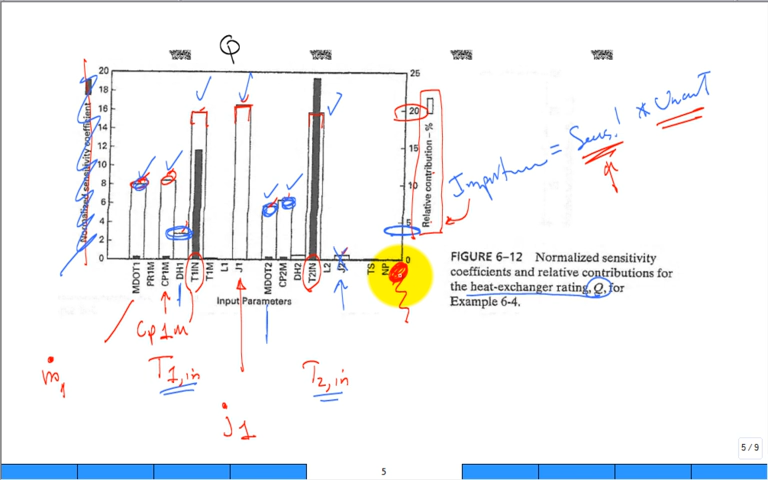 Q
20
18
16
14
12
10
8
6
4
2
0
Normalized sensitivity coefficient
25
20
15
10
5
0
Relative contribution – %
MDOT1
PR1M
CP1M
DH1
T1IN
T1M
L1
J1
MDOT2
CP2M
DH2
T2IN
L2
TS
NP
Input Parameters
Importance = Sens! * Uncert
FIGURE 6–12 Normalized sensitivity
coefficients and relative contributions for
the heat-exchanger rating, Q, for
Example 6-4.
Cp1m
ṁ1
T1,in
T2,in
j1
5 / 9
5